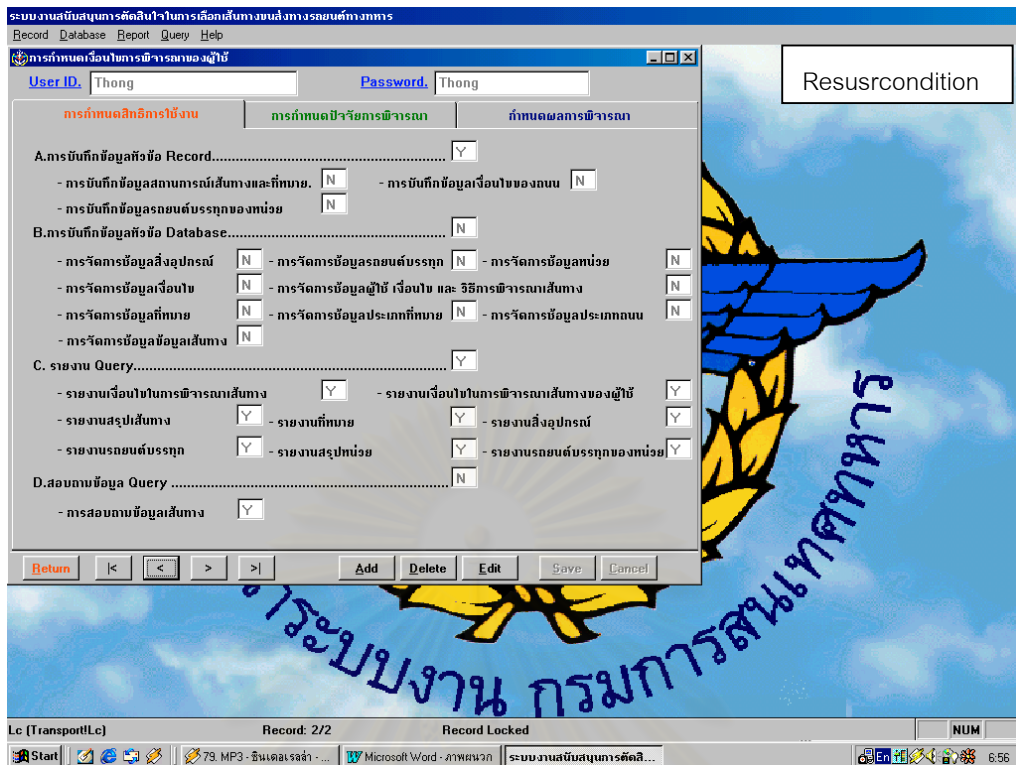 ระบบงานสนับสนุนการตัดสินใจในการเลือกเส้นทางขนส่งทางรถยนต์ทางทหาร
Record Database Report Query Help
การกำหนดเงื่อนไขการพิจารณาของผู้ใช้
Resusrcondition
User ID. Thong Password. Thong
การกำหนดสิทธิการใช้งาน การกำหนดปัจจัยการพิจารณา กำหนดผลการพิจารณา
A.การบันทึกข้อมูลหัวข้อ Record.......................................................... Y
- การบันทึกข้อมูลสถานการณ์เส้นทางและที่หมาย. N - การบันทึกข้อมูลเงื่อนไขของถนน N
- การบันทึกข้อมูลรถยนต์บรรทุกของหน่วย N
B.การบันทึกข้อมูลหัวข้อ Database...................................................... N
- การจัดการข้อมูลสิ่งอุปกรณ์ N - การจัดการข้อมูลรถยนต์บรรทุก N - การจัดการข้อมูลหน่วย N
- การจัดการข้อมูลเงื่อนไข N - การจัดการข้อมูลผู้ใช้ เงื่อนไข และ วิธีการพิจารณาเส้นทาง N
- การจัดการข้อมูลที่หมาย N - การจัดการข้อมูลประเภทที่หมาย N - การจัดการข้อมูลประเภทถนน N
- การจัดการข้อมูลข้อมูลเส้นทาง N
C. รายงาน Query.............................................................................. Y
- รายงานเงื่อนไขในการพิจารณาเส้นทาง Y - รายงานเงื่อนไขในการพิจารณาเส้นทางของผู้ใช้ Y
- รายงานสรุปเส้นทาง Y - รายงานที่หมาย Y - รายงานสิ่งอุปกรณ์ Y
- รายงานรถยนต์บรรทุก Y - รายงานสรุปหน่วย Y - รายงานรถยนต์บรรทุกของหน่วย Y
D.สอบถามข้อมูล Query ..................................................................... N
- การสอบถามข้อมูลเส้นทาง Y
Return |< < > >| Add Delete Edit Save Cancel
ระบบงาน กรมการสนเทศทหาร
Lc (Transport!Lc) Record: 2/2 Record Locked NUM
Start 79. MP3 - ซินเดอเรลล่า - ... Microsoft Word - ภาพผนวก ระบบงานสนับสนุนการตัดสิ... En 6:56